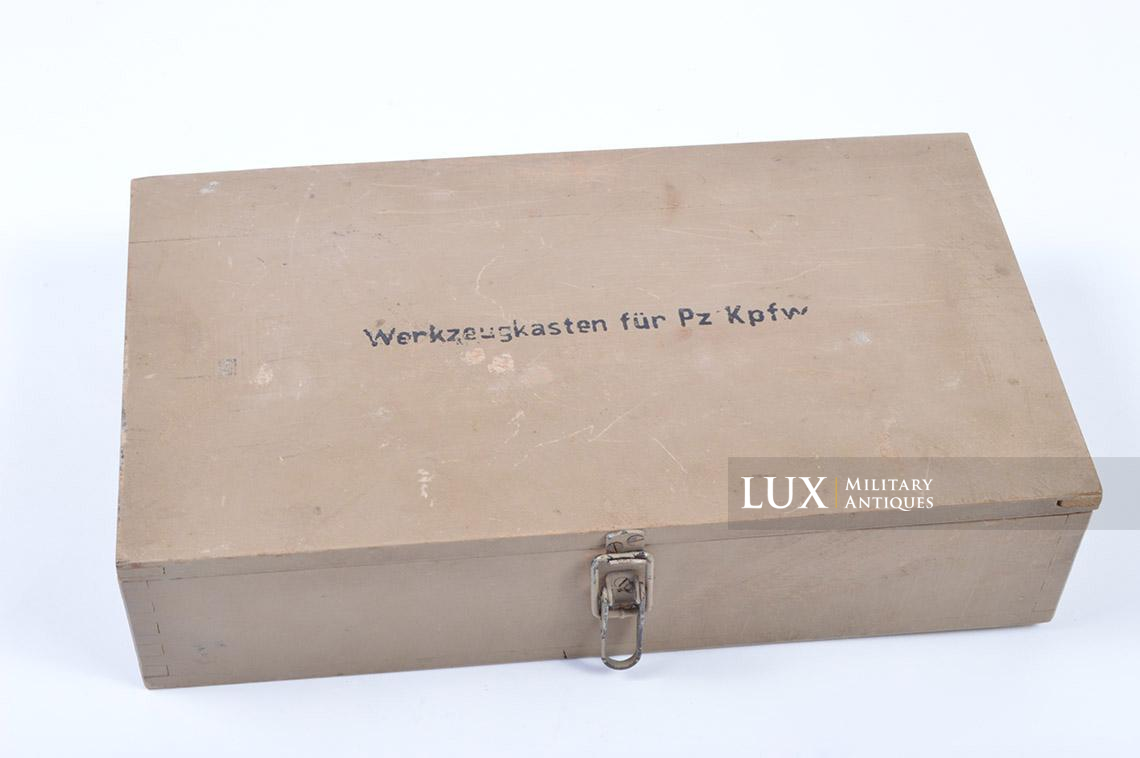 Werkzeugkasten für Pz Kpfw
LUX MILITARY
ANTIQUES